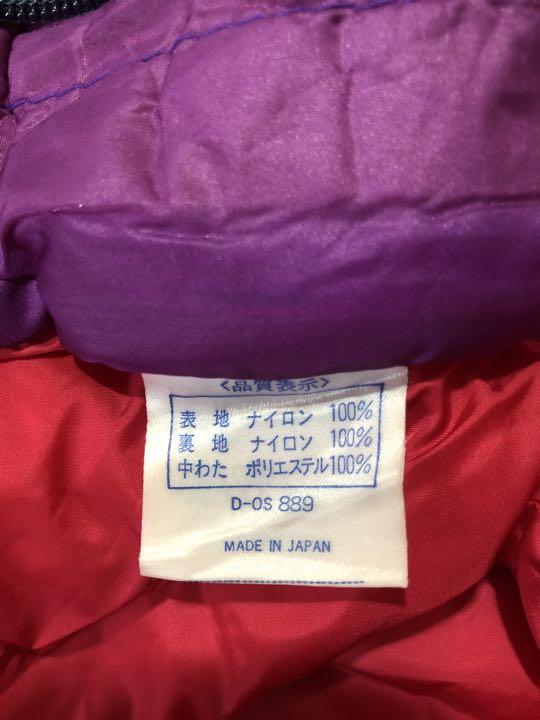 〈品質表示〉
表地 ナイロン 100%
裏地 ナイロン 100%
中わた ポリエステル100%
D-OS 889
MADE IN JAPAN